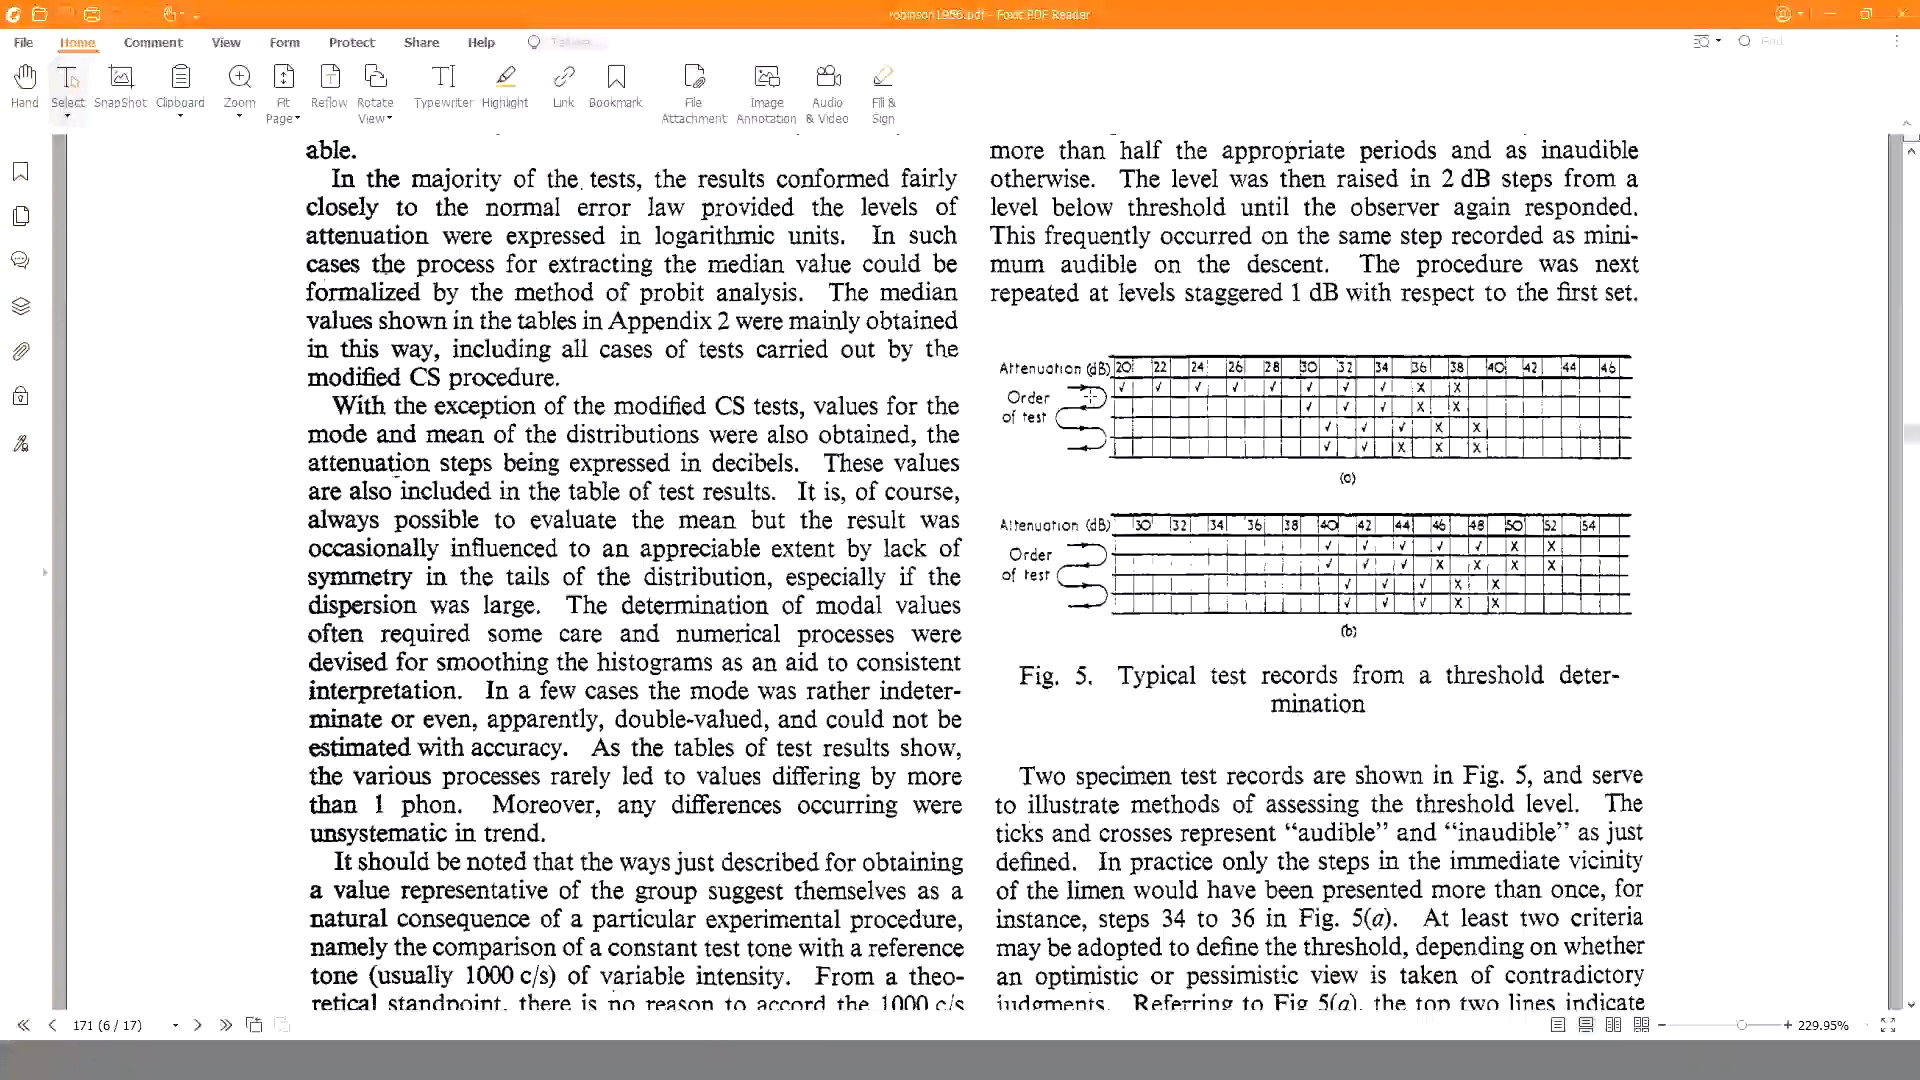 robinson1956.pdf - Foxit PDF Reader
File Home Comment View Form Protect Share Help
Find
Hand Select SnapShot Clipboard Zoom Fit Page Reflow Rotate View Typewriter Highlight Link Bookmark File Attachment Image Annotation Audio & Video Fill & Sign
able.
In the majority of the tests, the results conformed fairly
closely to the normal error law provided the levels of
attenuation were expressed in logarithmic units. In such
cases the process for extracting the median value could be
formalized by the method of probit analysis. The median
values shown in the tables in Appendix 2 were mainly obtained
in this way, including all cases of tests carried out by the
modified CS procedure.
With the exception of the modified CS tests, values for the
mode and mean of the distributions were also obtained, the
attenuation steps being expressed in decibels. These values
are also included in the table of test results. It is, of course,
always possible to evaluate the mean but the result was
occasionally influenced to an appreciable extent by lack of
symmetry in the tails of the distribution, especially if the
dispersion was large. The determination of modal values
often required some care and numerical processes were
devised for smoothing the histograms as an aid to consistent
interpretation. In a few cases the mode was rather indeter-
minate or even, apparently, double-valued, and could not be
estimated with accuracy. As the tables of test results show,
the various processes rarely led to values differing by more
than 1 phon. Moreover, any differences occurring were
unsystematic in trend.
It should be noted that the ways just described for obtaining
a value representative of the group suggest themselves as a
natural consequence of a particular experimental procedure,
namely the comparison of a constant test tone with a reference
tone (usually 1000 c/s) of variable intensity. From a theo-
retical standpoint, there is no reason to accord the 1000 c/s
more than half the appropriate periods and as inaudible
otherwise. The level was then raised in 2 dB steps from a
level below threshold until the observer again responded.
This frequently occurred on the same step recorded as mini-
mum audible on the descent. The procedure was next
repeated at levels staggered 1 dB with respect to the first set.
Attenuation (dB) 20 22 24 26 28 30 32 34 36 38 40 42 44 46
Order
of test
√ √ √ √ √ √ √ √ X X
√ √ √ X X
√ √ √ X X
√ √ X X X
(a)
Attenuation (dB) 30 32 34 36 38 40 42 44 46 48 50 52 54
Order
of test
√ √ √ √ √ X X
√ √ √ X X X X
√ √ √ X X
√ √ √ X X
(b)
Fig. 5. Typical test records from a threshold deter-
mination
Two specimen test records are shown in Fig. 5, and serve
to illustrate methods of assessing the threshold level. The
ticks and crosses represent “audible” and “inaudible” as just
defined. In practice only the steps in the immediate vicinity
of the limen would have been presented more than once, for
instance, steps 34 to 36 in Fig. 5(a). At least two criteria
may be adopted to define the threshold, depending on whether
an optimistic or pessimistic view is taken of contradictory
judgments. Referring to Fig 5(a), the top two lines indicate
171 (6 / 17)
229.95%